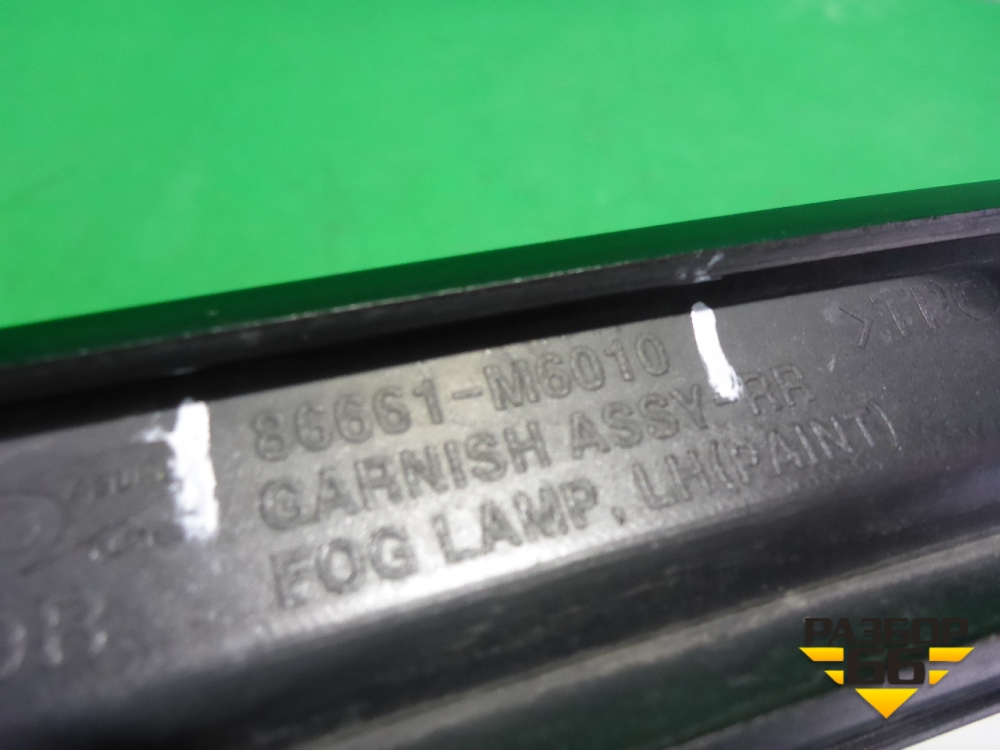 86661-M6010
GARNISH ASSY-RR
FOG LAMP, LH(PAINT)
РАЗБОР
66